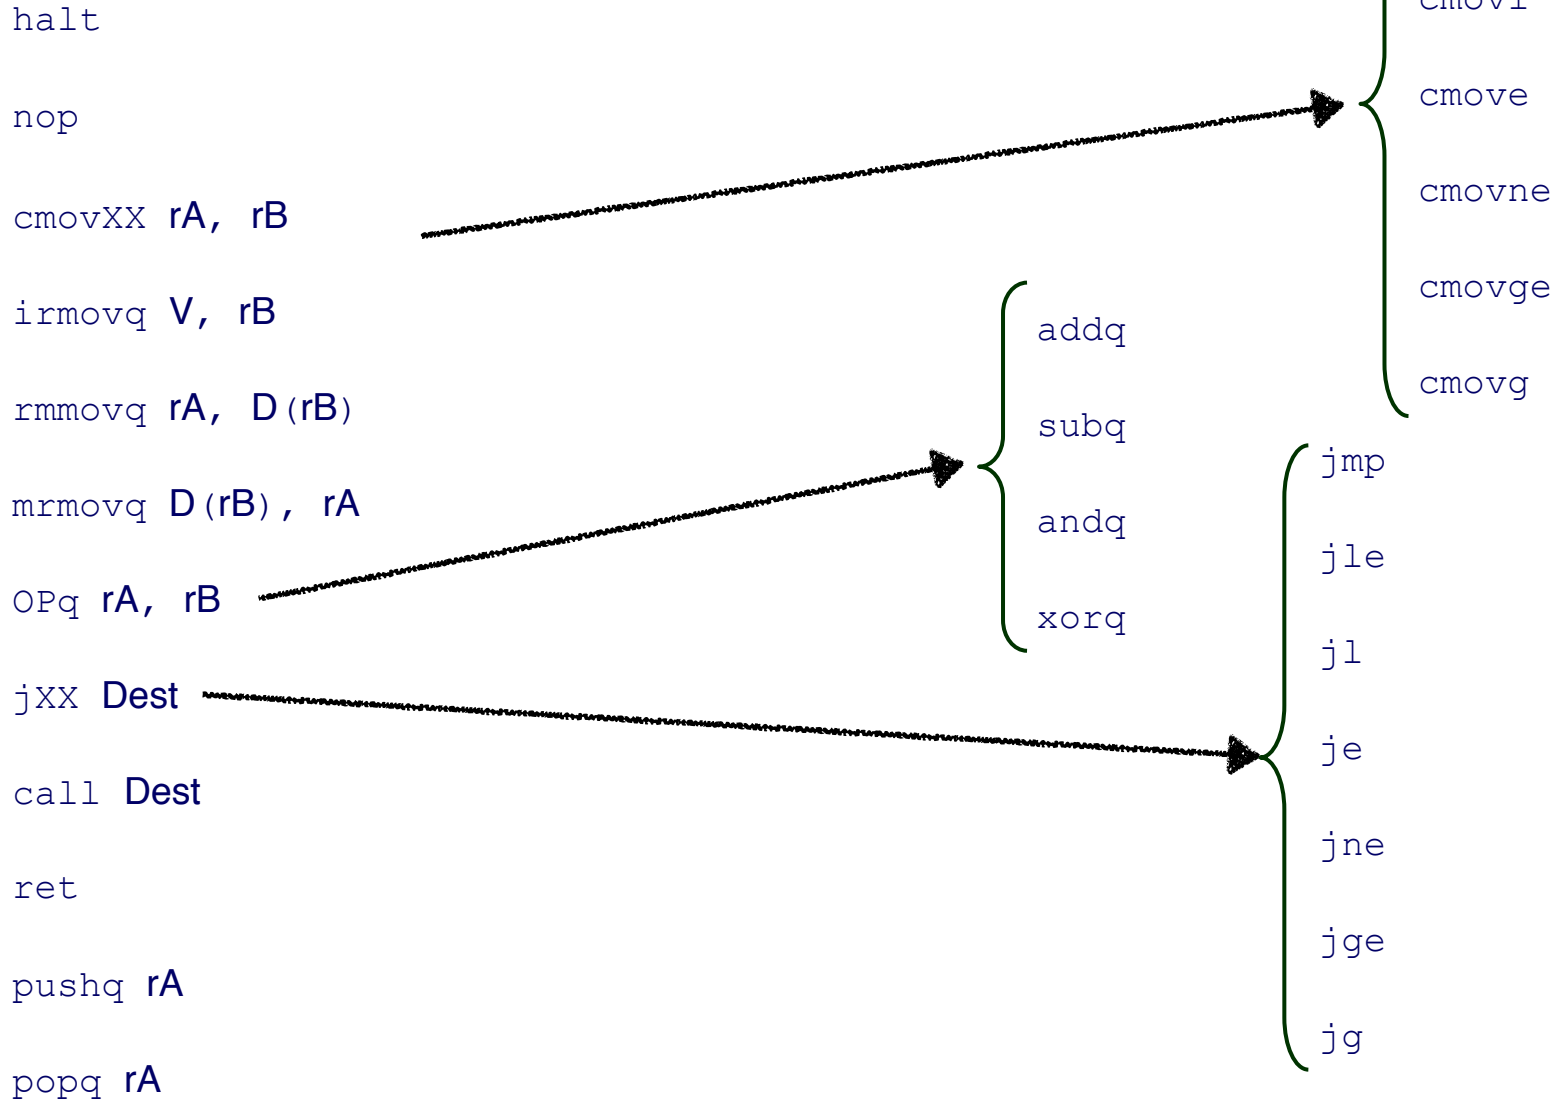 halt
nop
cmovXX rA, rB
irmovq V, rB
rmmovq rA, D(rB)
mrmovq D(rB), rA
OPq rA, rB
jXX Dest
call Dest
ret
pushq rA
popq rA
addq
subq
andq
xorq
cmove
cmovne
cmovge
cmovg
jmp
jle
jl
je
jne
jge
jg